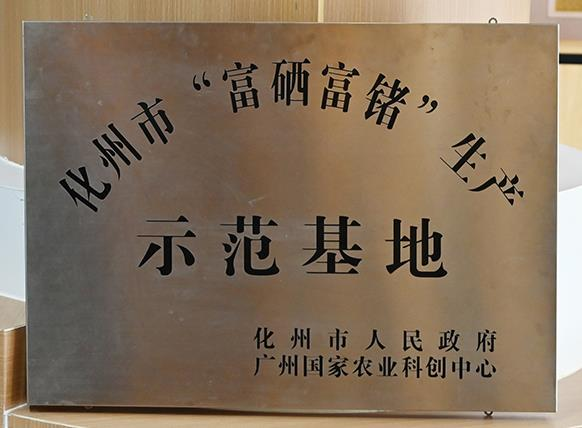 化州市“富硒富锗”生产
示范基地
化州市人民政府
广州国家农业科创中心